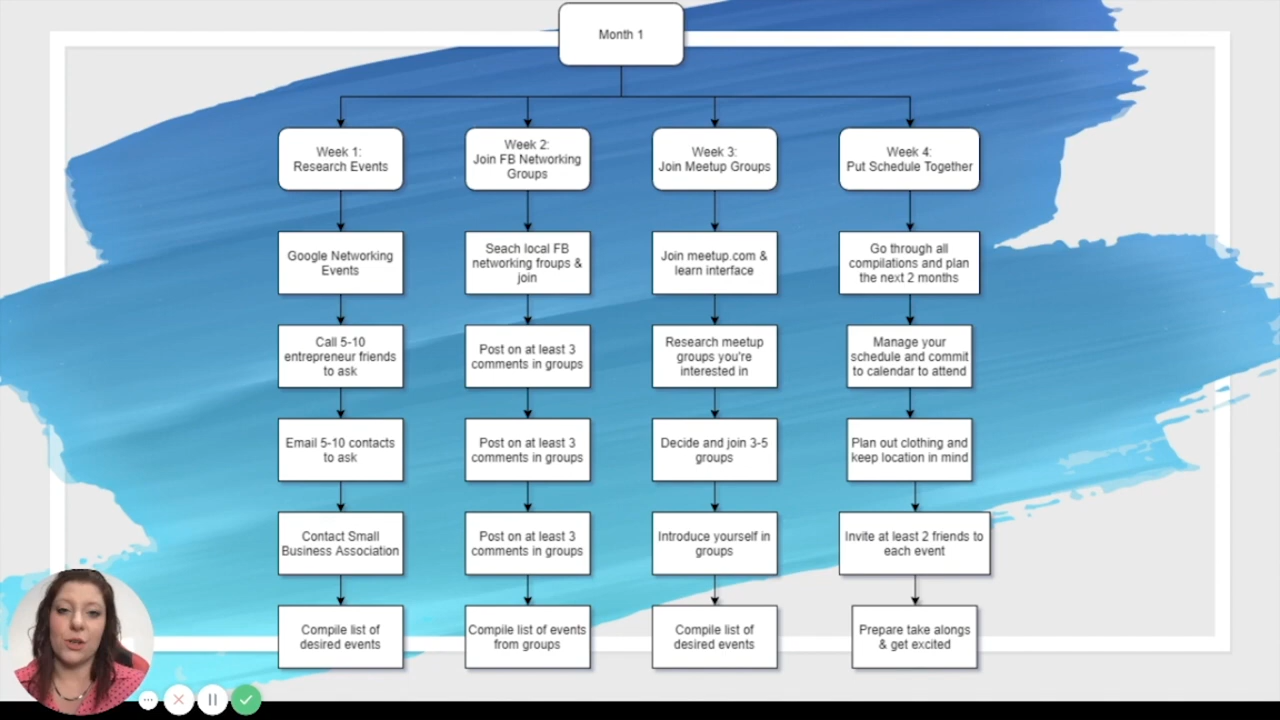 Month 1
Week 1:
Research Events
Week 2:
Join FB Networking
Groups
Week 3:
Join Meetup Groups
Week 4:
Put Schedule Together
Google Networking
Events
Seach local FB
networking froups &
join
Join meetup.com &
learn interface
Go through all
compilations and plan
the next 2 months
Call 5-10
entrepreneur friends
to ask
Post on at least 3
comments in groups
Research meetup
groups you're
interested in
Manage your
schedule and commit
to calendar to attend
Email 5-10 contacts
to ask
Post on at least 3
comments in groups
Decide and join 3-5
groups
Plan out clothing and
keep location in mind
Contact Small
Business Association
Post on at least 3
comments in groups
Introduce yourself in
groups
Invite at least 2 friends to
each event
Compile list of
desired events
Compile list of events
from groups
Compile list of
desired events
Prepare take alongs
& get excited